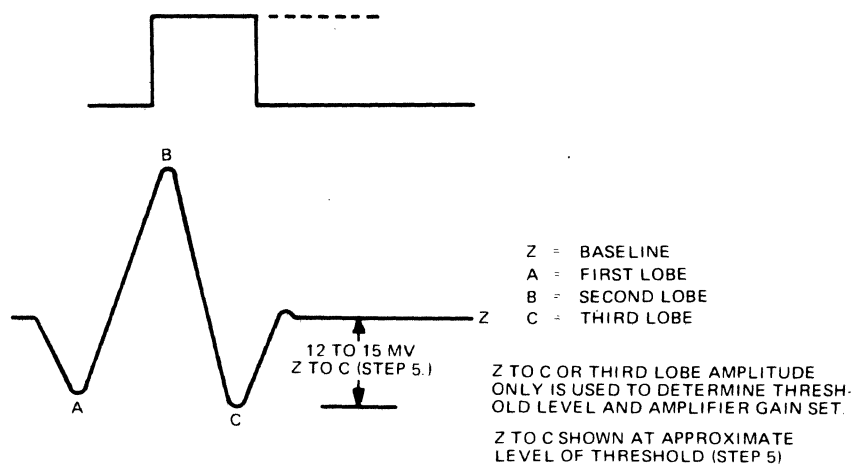 B
Z = BASELINE
A = FIRST LOBE
B = SECOND LOBE
C = THIRD LOBE
Z
12 TO 15 MV
Z TO C (STEP 5.)
A
C
Z TO C OR THIRD LOBE AMPLITUDE
ONLY IS USED TO DETERMINE THRESH-
OLD LEVEL AND AMPLIFIER GAIN SET.
Z TO C SHOWN AT APPROXIMATE
LEVEL OF THRESHOLD (STEP 5)